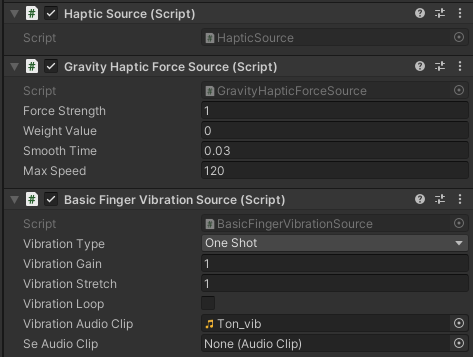 Haptic Source (Script)
Script HapticSource
Gravity Haptic Force Source (Script)
Script GravityHapticForceSource
Force Strength 1
Weight Value 0
Smooth Time 0.03
Max Speed 120
Basic Finger Vibration Source (Script)
Script BasicFingerVibrationSource
Vibration Type One Shot
Vibration Gain 1
Vibration Stretch 1
Vibration Loop
Vibration Audio Clip Ton_vib
Se Audio Clip None (Audio Clip)